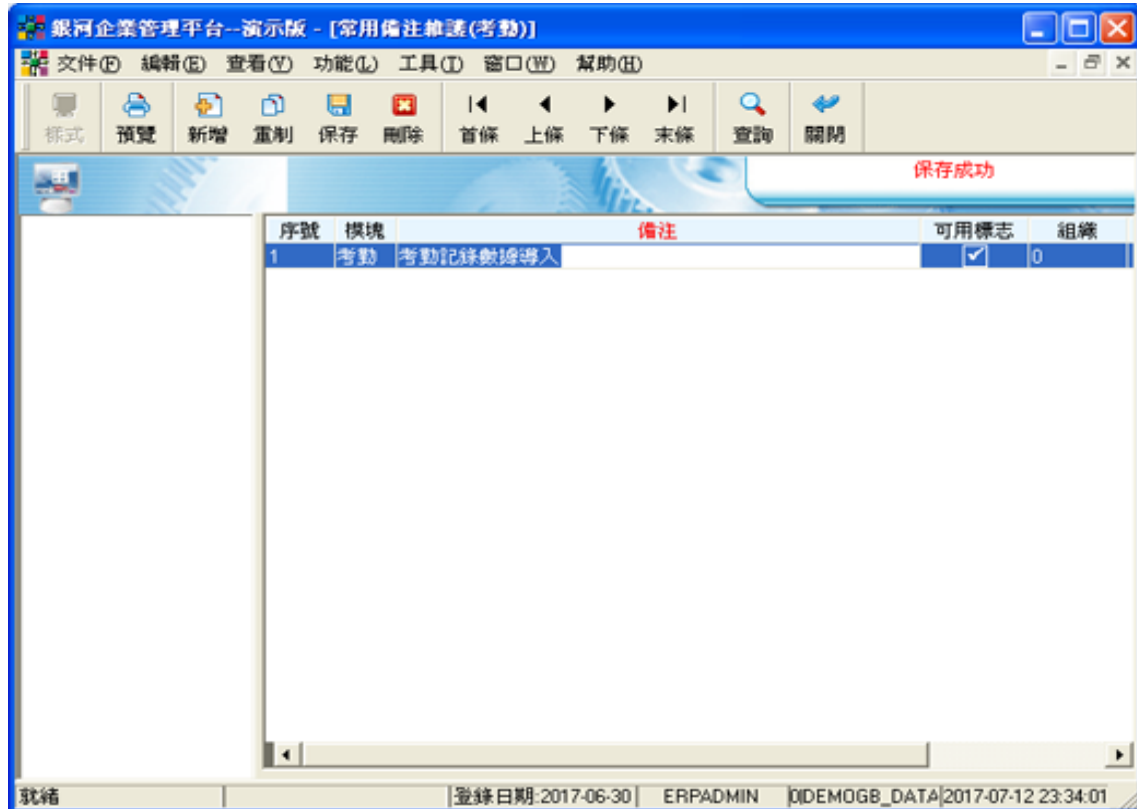 銀河企業管理平台--演示版 - [常用備注維護(考勤)]
文件(F) 編輯(E) 查看(V) 功能(L) 工具(T) 窗口(W) 幫助(H)
樣式 預覽 新增 重制 保存 刪除 首條 上條 下條 末條 查詢 關閉
保存成功
序號 模塊 備注 可用標志 組織
1 考勤 考勤記錄數據導入 0
就緒 登錄日期:2017-06-30 ERPADMIN 0 DEMOGB_DATA 2017-07-12 23:34:01